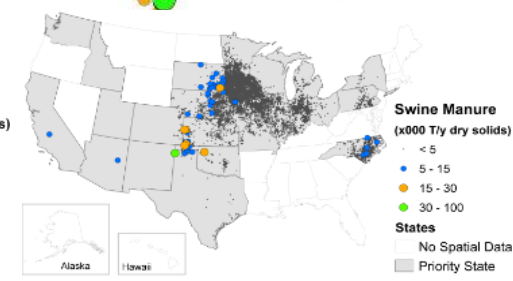 s)
Swine Manure
(x000 T/y dry solids)
< 5
5 - 15
15 - 30
30 - 100
States
No Spatial Data
Priority State
Alaska
Hawaii